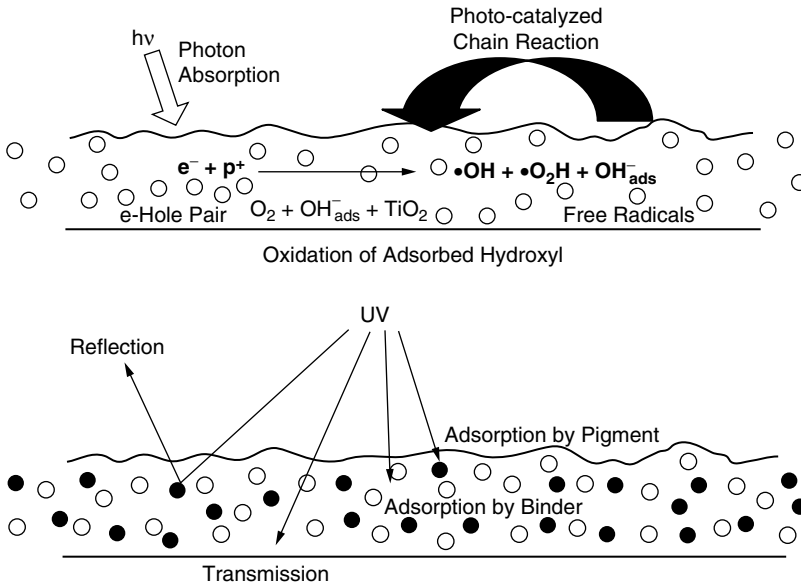 Photo-catalyzed
Chain Reaction
hν
Photon
Absorption
e⁻ + p⁺
•OH + •O₂H + OH⁻ads
e-Hole Pair
O₂ + OH⁻ads + TiO₂
Free Radicals
Oxidation of Adsorbed Hydroxyl
UV
Reflection
Adsorption by Pigment
Adsorption by Binder
Transmission